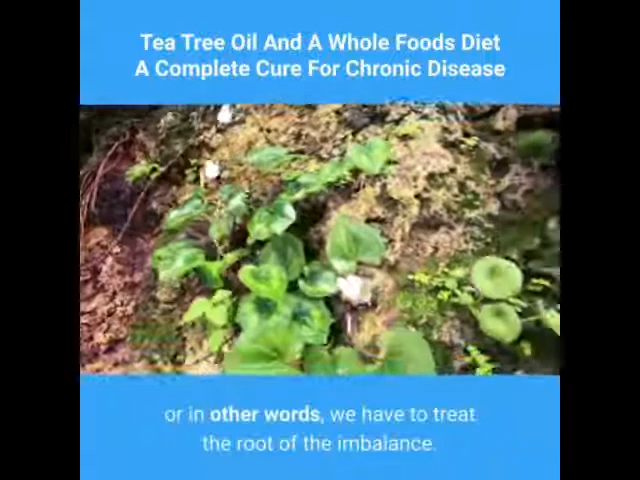 Tea Tree Oil And A Whole Foods Diet
A Complete Cure For Chronic Disease
or in other words, we have to treat
the root of the imbalance.